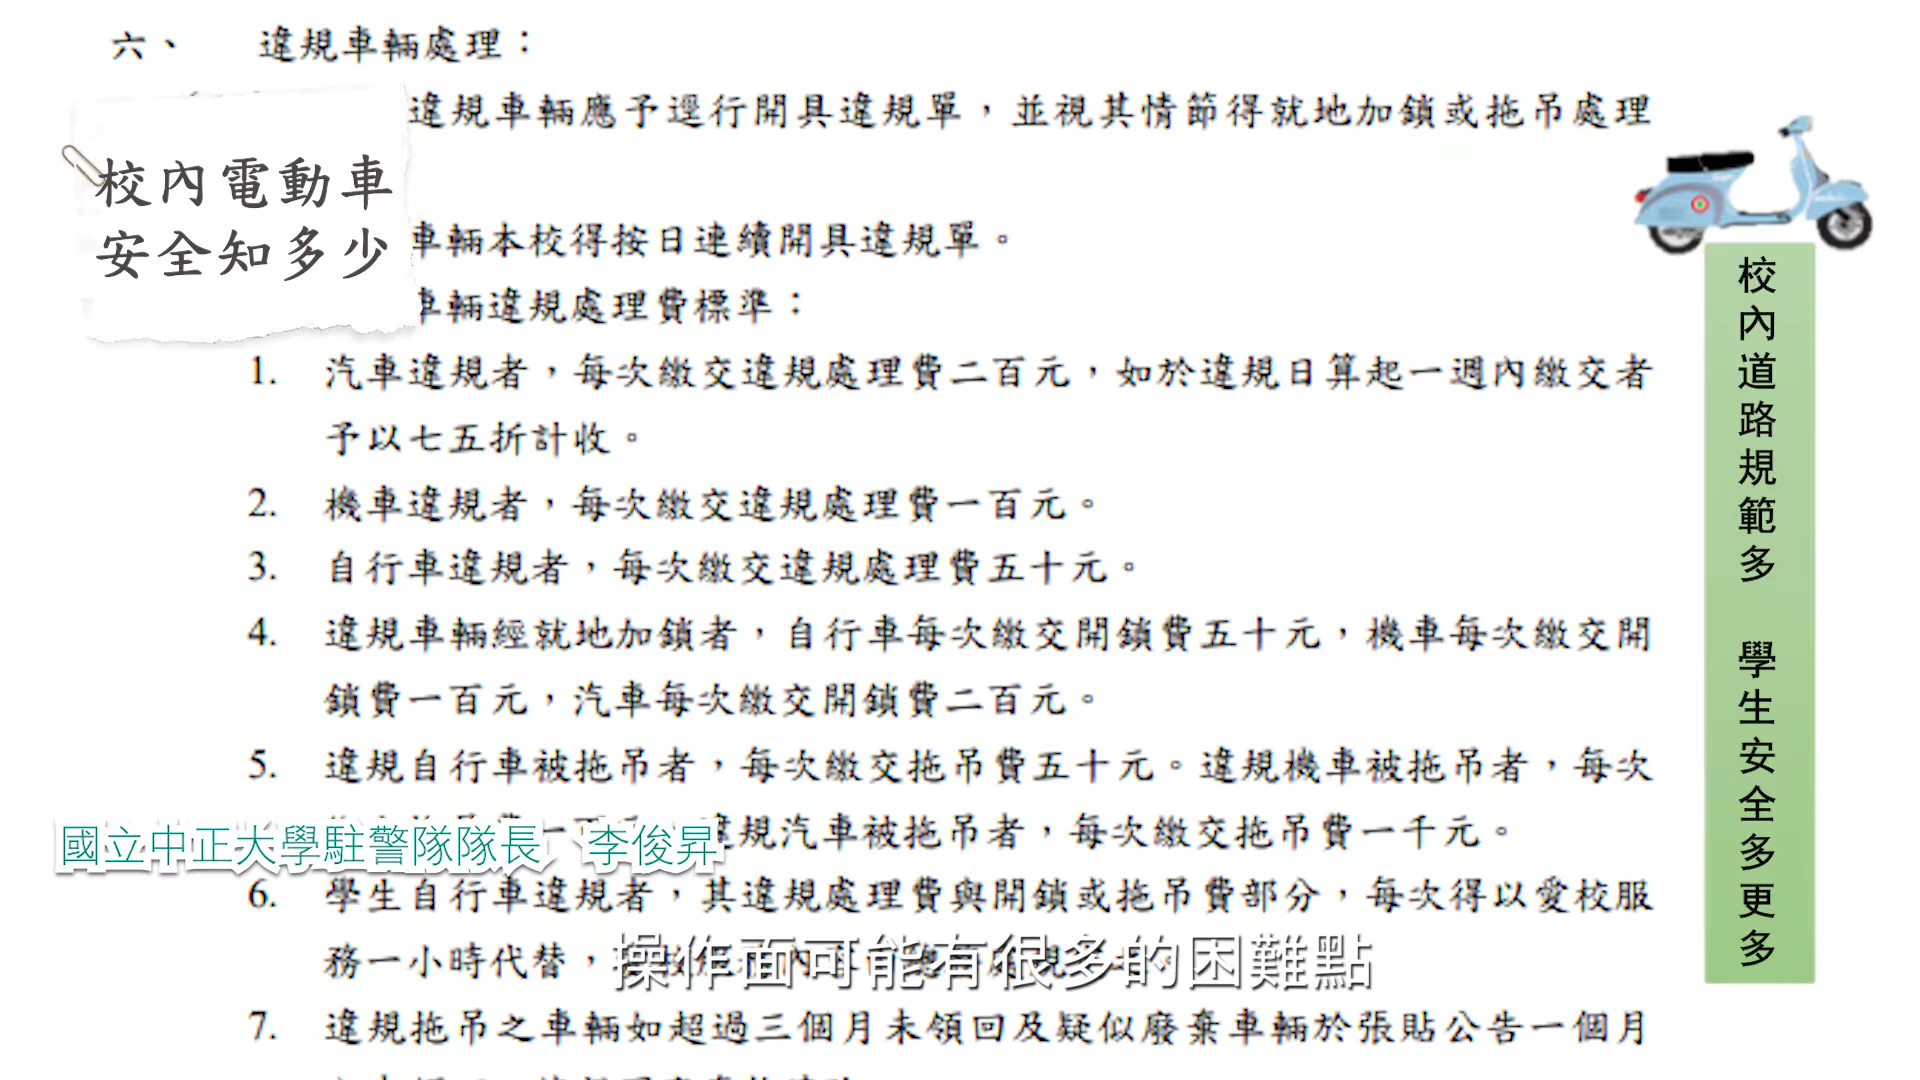 六、 違規車輛處理：
違規車輛應予逕行開具違規單，並視其情節得就地加鎖或拖吊處理
校內電動車
安全知多少
車輛本校得按日連續開具違規單。
車輛違規處理費標準：
1. 汽車違規者，每次繳交違規處理費二百元，如於違規日算起一週內繳交者
予以七五折計收。
2. 機車違規者，每次繳交違規處理費一百元。
3. 自行車違規者，每次繳交違規處理費五十元。
4. 違規車輛經就地加鎖者，自行車每次繳交開鎖費五十元，機車每次繳交開
鎖費一百元，汽車每次繳交開鎖費二百元。
5. 違規自行車被拖吊者，每次繳交拖吊費五十元。違規機車被拖吊者，每次
違規汽車被拖吊者，每次繳交拖吊費一千元。
國立中正大學駐警隊隊長 李俊昇
6. 學生自行車違規者，其違規處理費與開鎖或拖吊費部分，每次得以愛校服
務一小時代替，
操作面可能有很多的困難點
7. 違規拖吊之車輛如超過三個月未領回及疑似廢棄車輛於張貼公告一個月
校內道路規範多 學生安全多更多